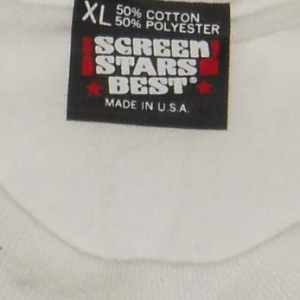 XL 50% COTTON
50% POLYESTER
SCREEN
STARS
BEST®
MADE IN U.S.A.